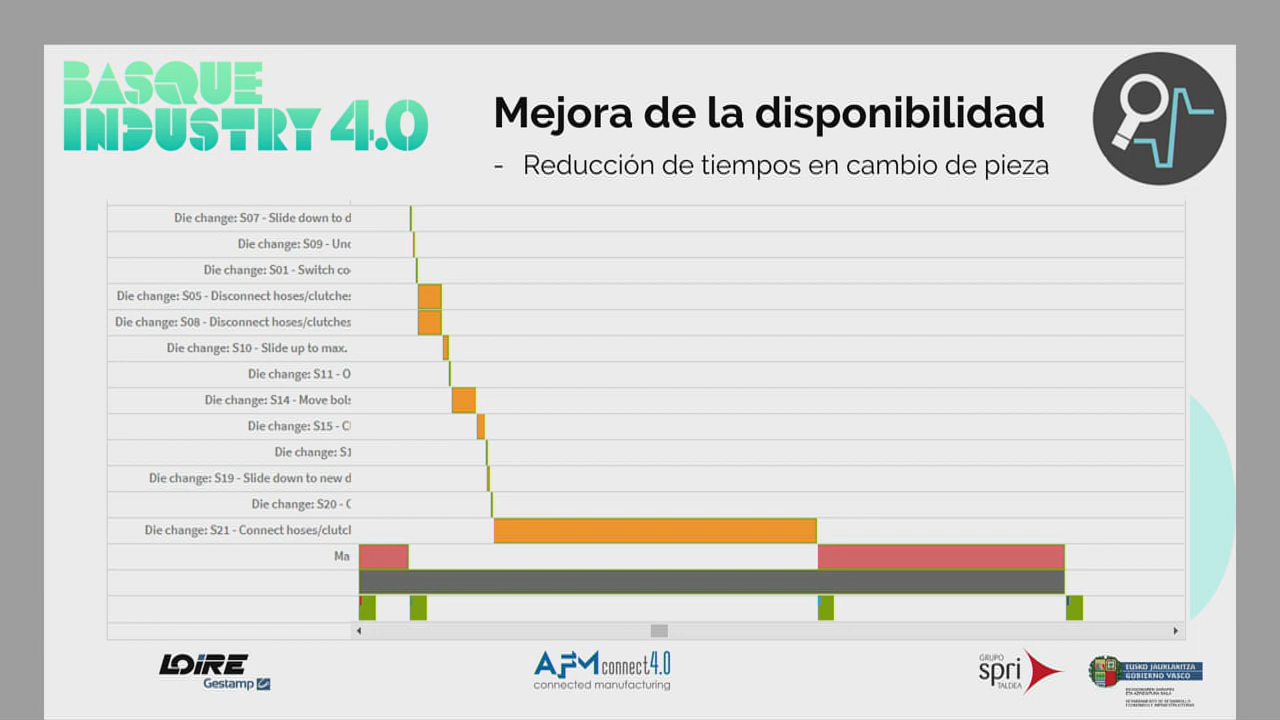 BASQUE
INDUSTRY 4.0
Mejora de la disponibilidad
- Reducción de tiempos en cambio de pieza
Die change: S07 - Slide down to d
Die change: S09 - Unc
Die change: S01 - Switch co
Die change: S05 - Disconnect hoses/clutches
Die change: S08 - Disconnect hoses/clutches
Die change: S10 - Slide up to max.
Die change: S11 - O
Die change: S14 - Move bols
Die change: S15 - Cl
Die change: S1
Die change: S19 - Slide down to new d
Die change: S20 - C
Die change: S21 - Connect hoses/clutcl
Ma
LOIRE
Gestamp
AFM connect4.0
connected manufacturing
GRUPO
spri
TALDEA
EUSKO JAURLARITZA
GOBIERNO VASCO